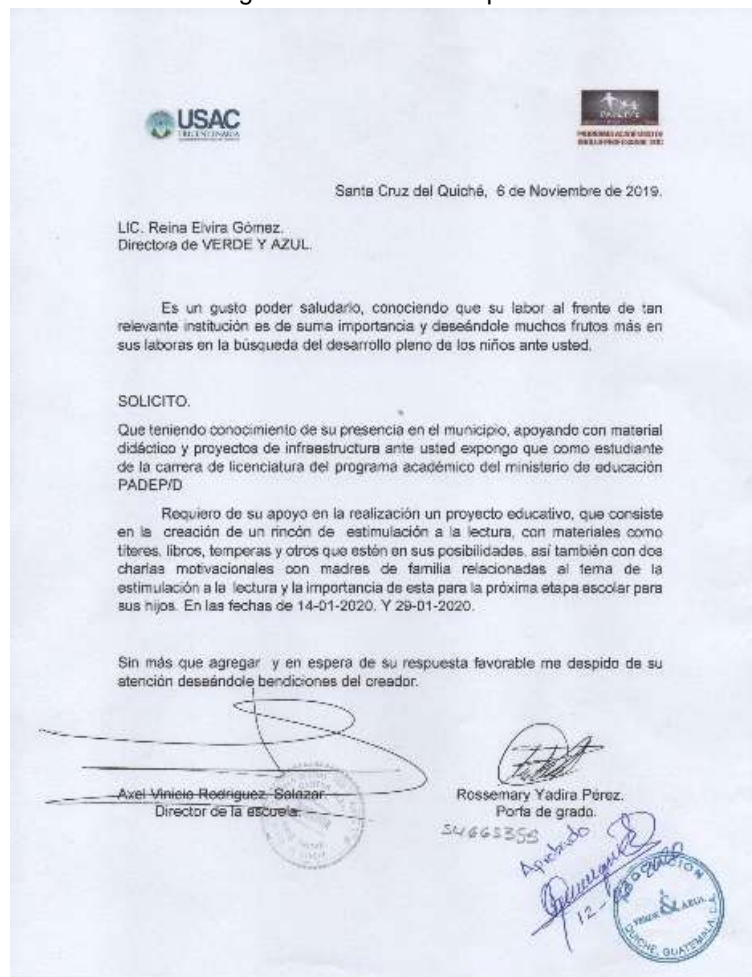 USAC
TRICENTENARIA
Santa Cruz del Quiché, 6 de Noviembre de 2019.
LIC. Reina Elvira Gómez.
Directora de VERDE Y AZUL.
Es un gusto poder saludarlo, conociendo que su labor al frente de tan
relevante institución es de suma importancia y deseándole muchos frutos más en
sus laboras en la búsqueda del desarrollo pleno de los niños ante usted.
SOLICITO.
Que teniendo conocimiento de su presencia en el municipio, apoyando con material
didáctico y proyectos de infraestructura ante usted expongo que como estudiante
de la carrera de licenciatura del programa académico del ministerio de educación
PADEP/D
Requiero de su apoyo en la realización un proyecto educativo, que consiste
en la creación de un rincón de estimulación a la lectura, con materiales como
títeres, libros, temperas y otros que estén en sus posibilidades, así también con dos
charlas motivacionales con madres de familia relacionadas al tema de la
estimulación a la lectura y la importancia de esta para la próxima etapa escolar para
sus hijos. En las fechas de 14-01-2020. Y 29-01-2020.
Sin más que agregar y en espera de su respuesta favorable me despido de su
atención deseándole bendiciones del creador.
Axel Vinicio Rodriguez Salazar.
Director de la escuela.
Rossemary Yadira Pérez.
Porfa de grado.
Aprobado
12-
ASOCIACION
VERDE & AZUL
QUICHE, GUATEMALA, C.A.